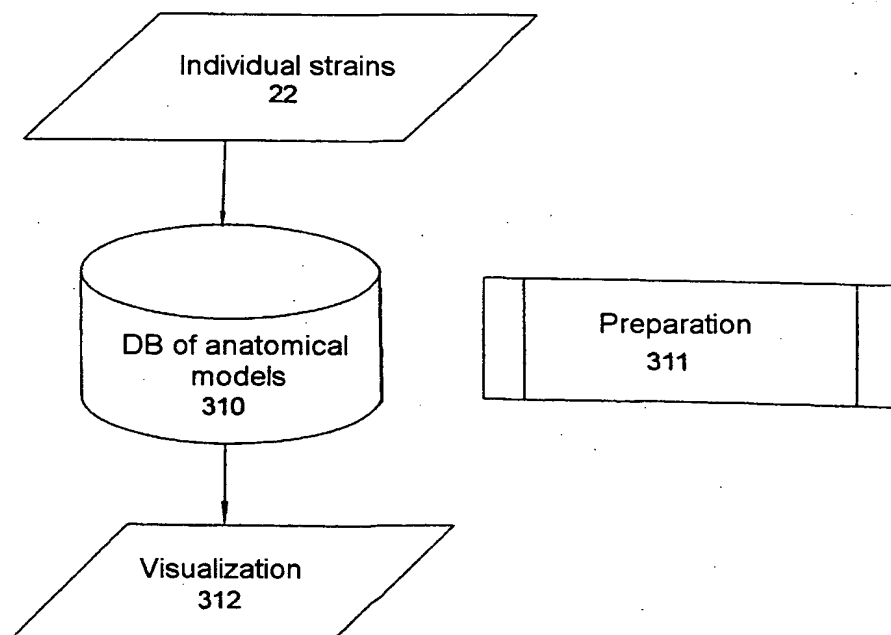 Individual strains
22
DB of anatomical
models
310
Preparation
311
Visualization
312